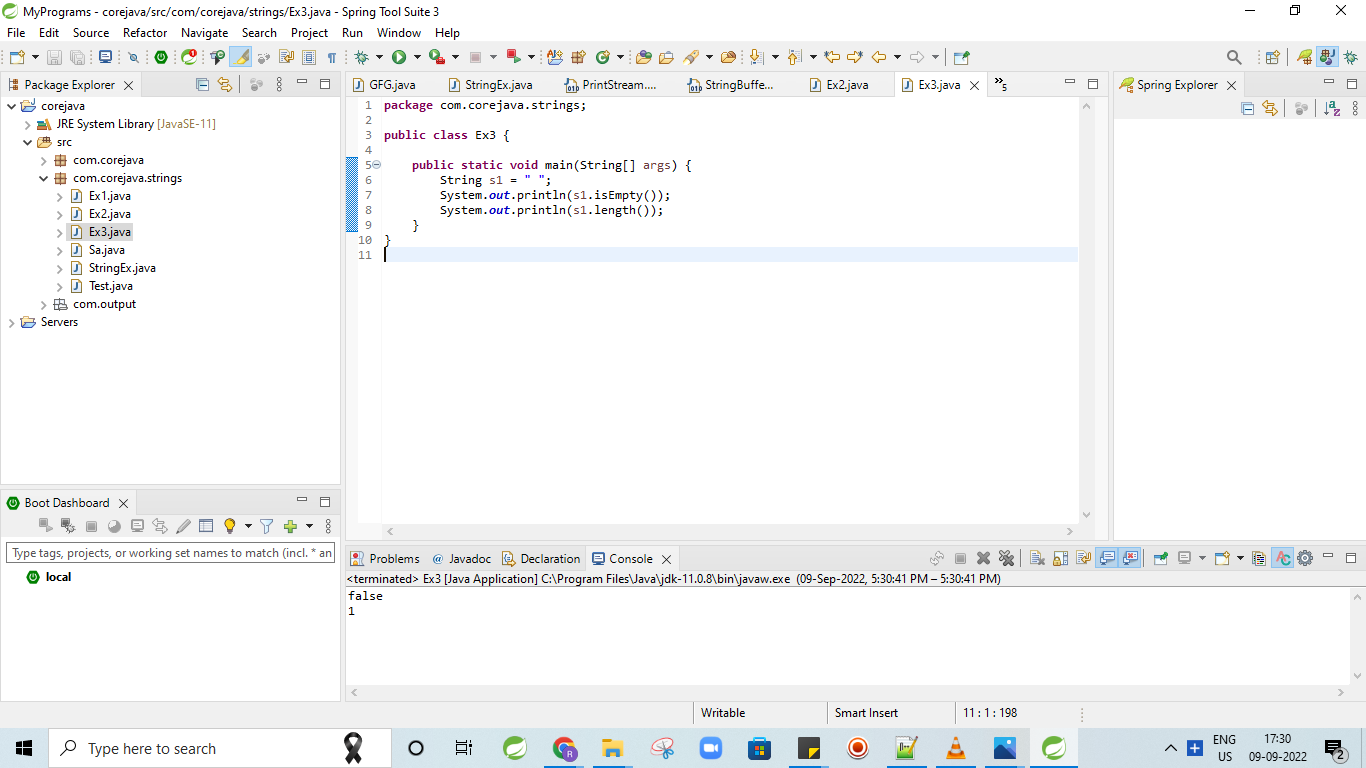 MyPrograms - corejava/src/com/corejava/strings/Ex3.java - Spring Tool Suite 3
File Edit Source Refactor Navigate Search Project Run Window Help
Package Explorer
corejava
JRE System Library [JavaSE-11]
src
com.corejava
com.corejava.strings
Ex1.java
Ex2.java
Ex3.java
Sa.java
StringEx.java
Test.java
com.output
Servers
GFG.java StringEx.java PrintStream.... StringBuffe... Ex2.java Ex3.java »5
1 package com.corejava.strings;
2
3 public class Ex3 {
4
5 public static void main(String[] args) {
6 String s1 = " ";
7 System.out.println(s1.isEmpty());
8 System.out.println(s1.length());
9 }
10 }
11
Spring Explorer
Boot Dashboard
Type tags, projects, or working set names to match (incl. * an
local
Problems @ Javadoc Declaration Console
<terminated> Ex3 [Java Application] C:\Program Files\Java\jdk-11.0.8\bin\javaw.exe (09-Sep-2022, 5:30:41 PM – 5:30:41 PM)
false
1
Writable Smart Insert 11 : 1 : 198
Type here to search
ENG
US
17:30
09-09-2022
2